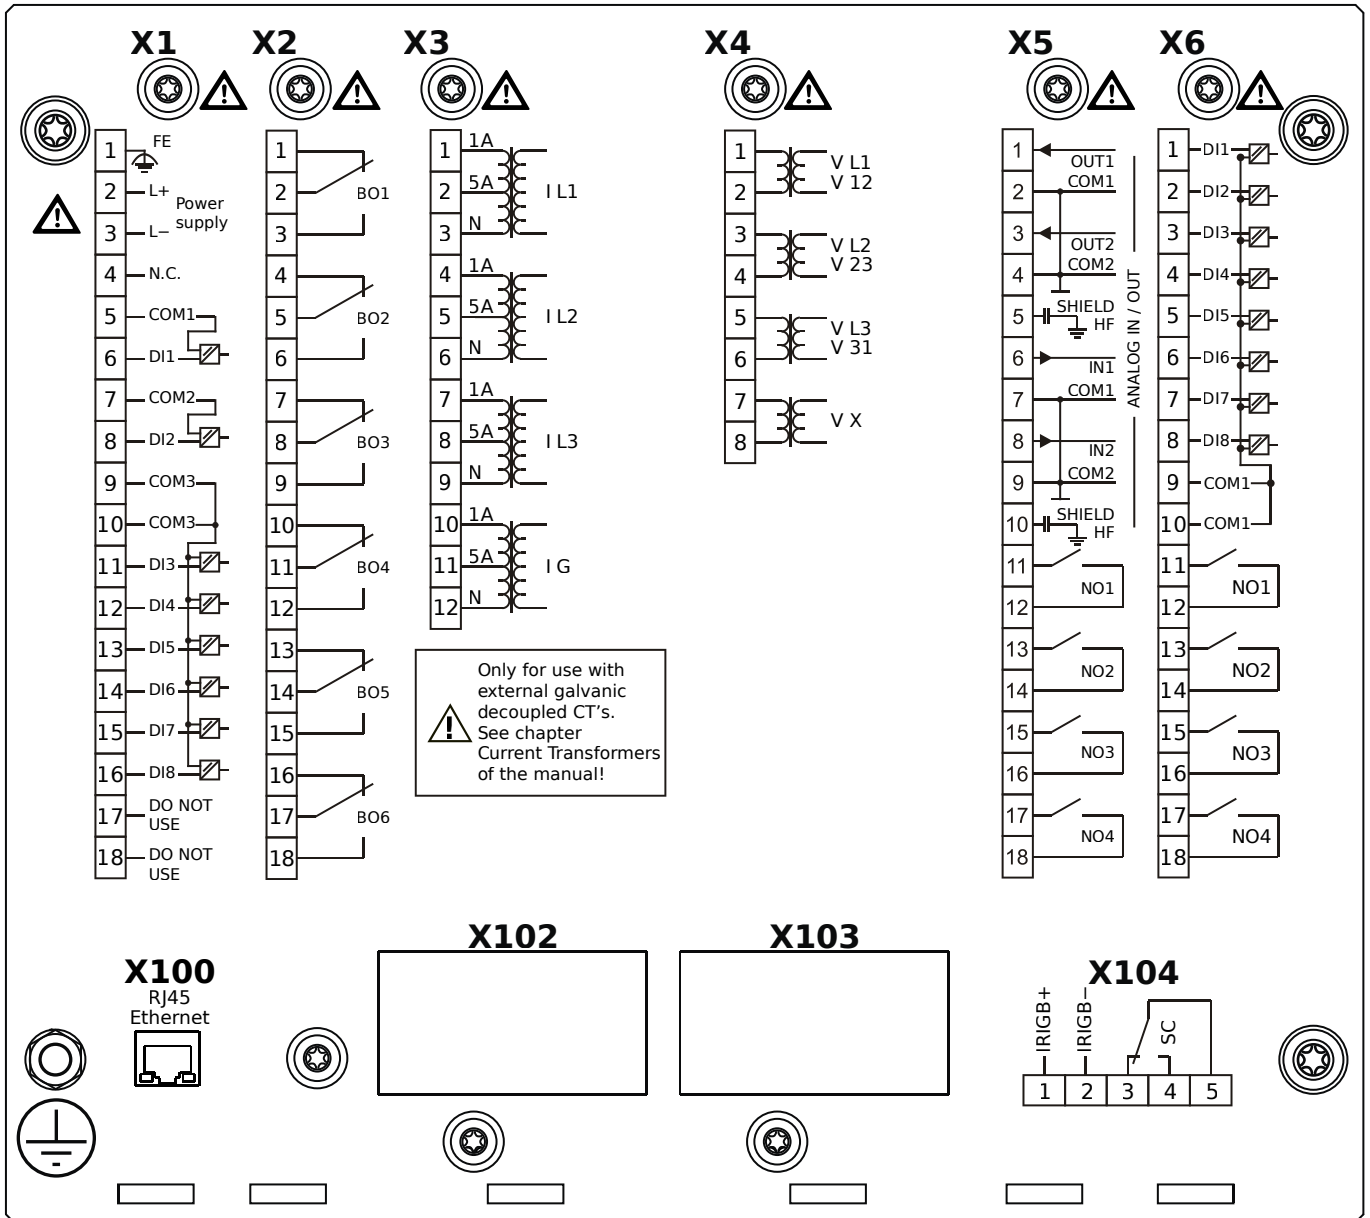 X1
X2
X3
X4
X5
X6
1 FE
2 L+
Power
supply
3 L−
4 N.C.
5 COM1
6 DI1
7 COM2
8 DI2
9 COM3
10 COM3
11 DI3
12 DI4
13 DI5
14 DI6
15 DI7
16 DI8
17 DO NOT
USE
18 DO NOT
USE
1
2 BO1
3
4
5 BO2
6
7
8 BO3
9
10
11 BO4
12
13
14 BO5
15
16
17 BO6
18
1 1A
2 5A I L1
3 N
4 1A
5 5A I L2
6 N
7 1A
8 5A I L3
9 N
10 1A
11 5A I G
12 N
Only for use with
external galvanic
decoupled CT's.
See chapter
Current Transformers
of the manual!
1 V L1
2 V 12
3 V L2
4 V 23
5 V L3
6 V 31
7 V X
8
1 OUT1
2 COM1
3 OUT2
4 COM2
5 SHIELD
HF
6 IN1
7 COM1
8 IN2
9 COM2
10 SHIELD
HF
ANALOG IN / OUT
11 NO1
12
13 NO2
14
15 NO3
16
17 NO4
18
1 DI1
2 DI2
3 DI3
4 DI4
5 DI5
6 DI6
7 DI7
8 DI8
9 COM1
10 COM1
11 NO1
12
13 NO2
14
15 NO3
16
17 NO4
18
X100
RJ45
Ethernet
X102
X103
X104
IRIGB+
IRIGB−
SC
1 2 3 4 5